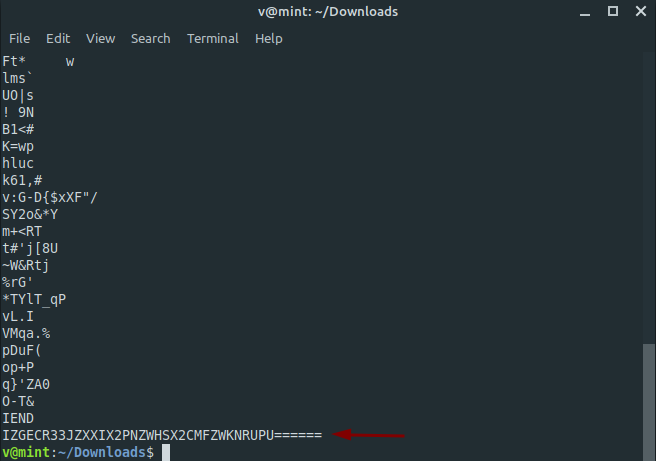 v@mint: ~/Downloads
File Edit View Search Terminal Help
Ft* w
lms`
UO|s
! 9N
B1<#
K=wp
hluc
k61,#
v:G-D{$xXF"/
SY2o&*Y
m+<RT
t#'j[8U
~W&Rtj
%rG'
*TYlT_qP
vL.I
VMqa.%
pDuF(
op+P
q}'ZA0
O-T&
IEND
IZGECR33JZXXIX2PNZWHSX2CMFZWKNRUPU======
v@mint:~/Downloads$